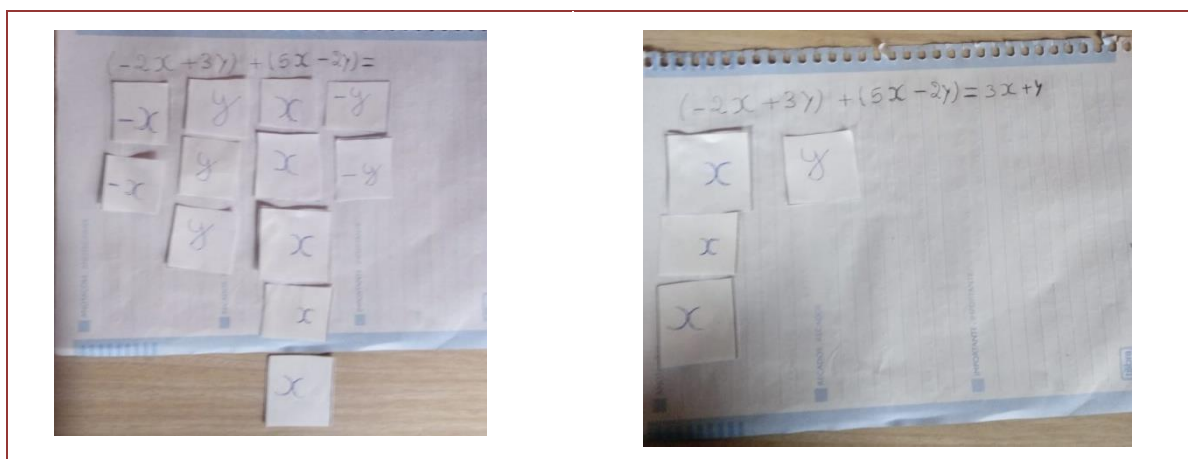 (-2x+3y) + (5x-2y)=
-x y x -y
-x y x -y
y x
x
x
(-2x+3y) +(5x-2y)=3x+y
x y
x
x